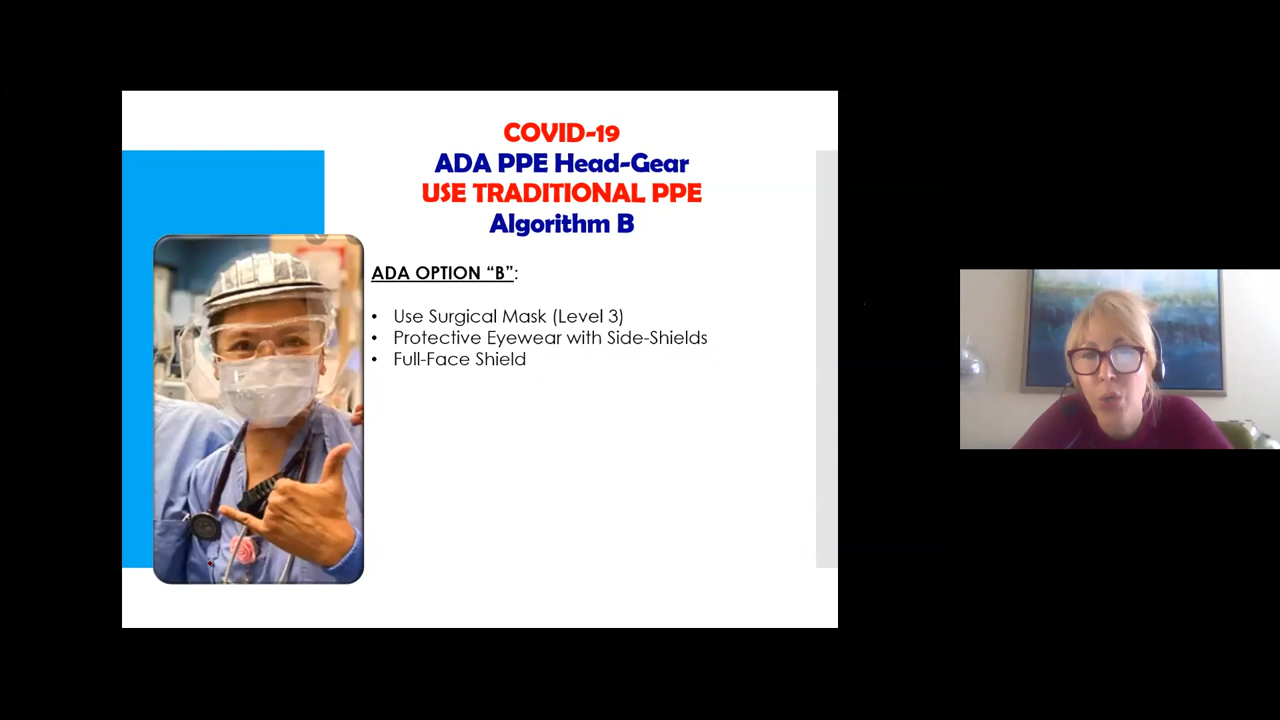 COVID-19
ADA PPE Head-Gear
USE TRADITIONAL PPE
Algorithm B
ADA OPTION “B”:
• Use Surgical Mask (Level 3)
• Protective Eyewear with Side-Shields
• Full-Face Shield